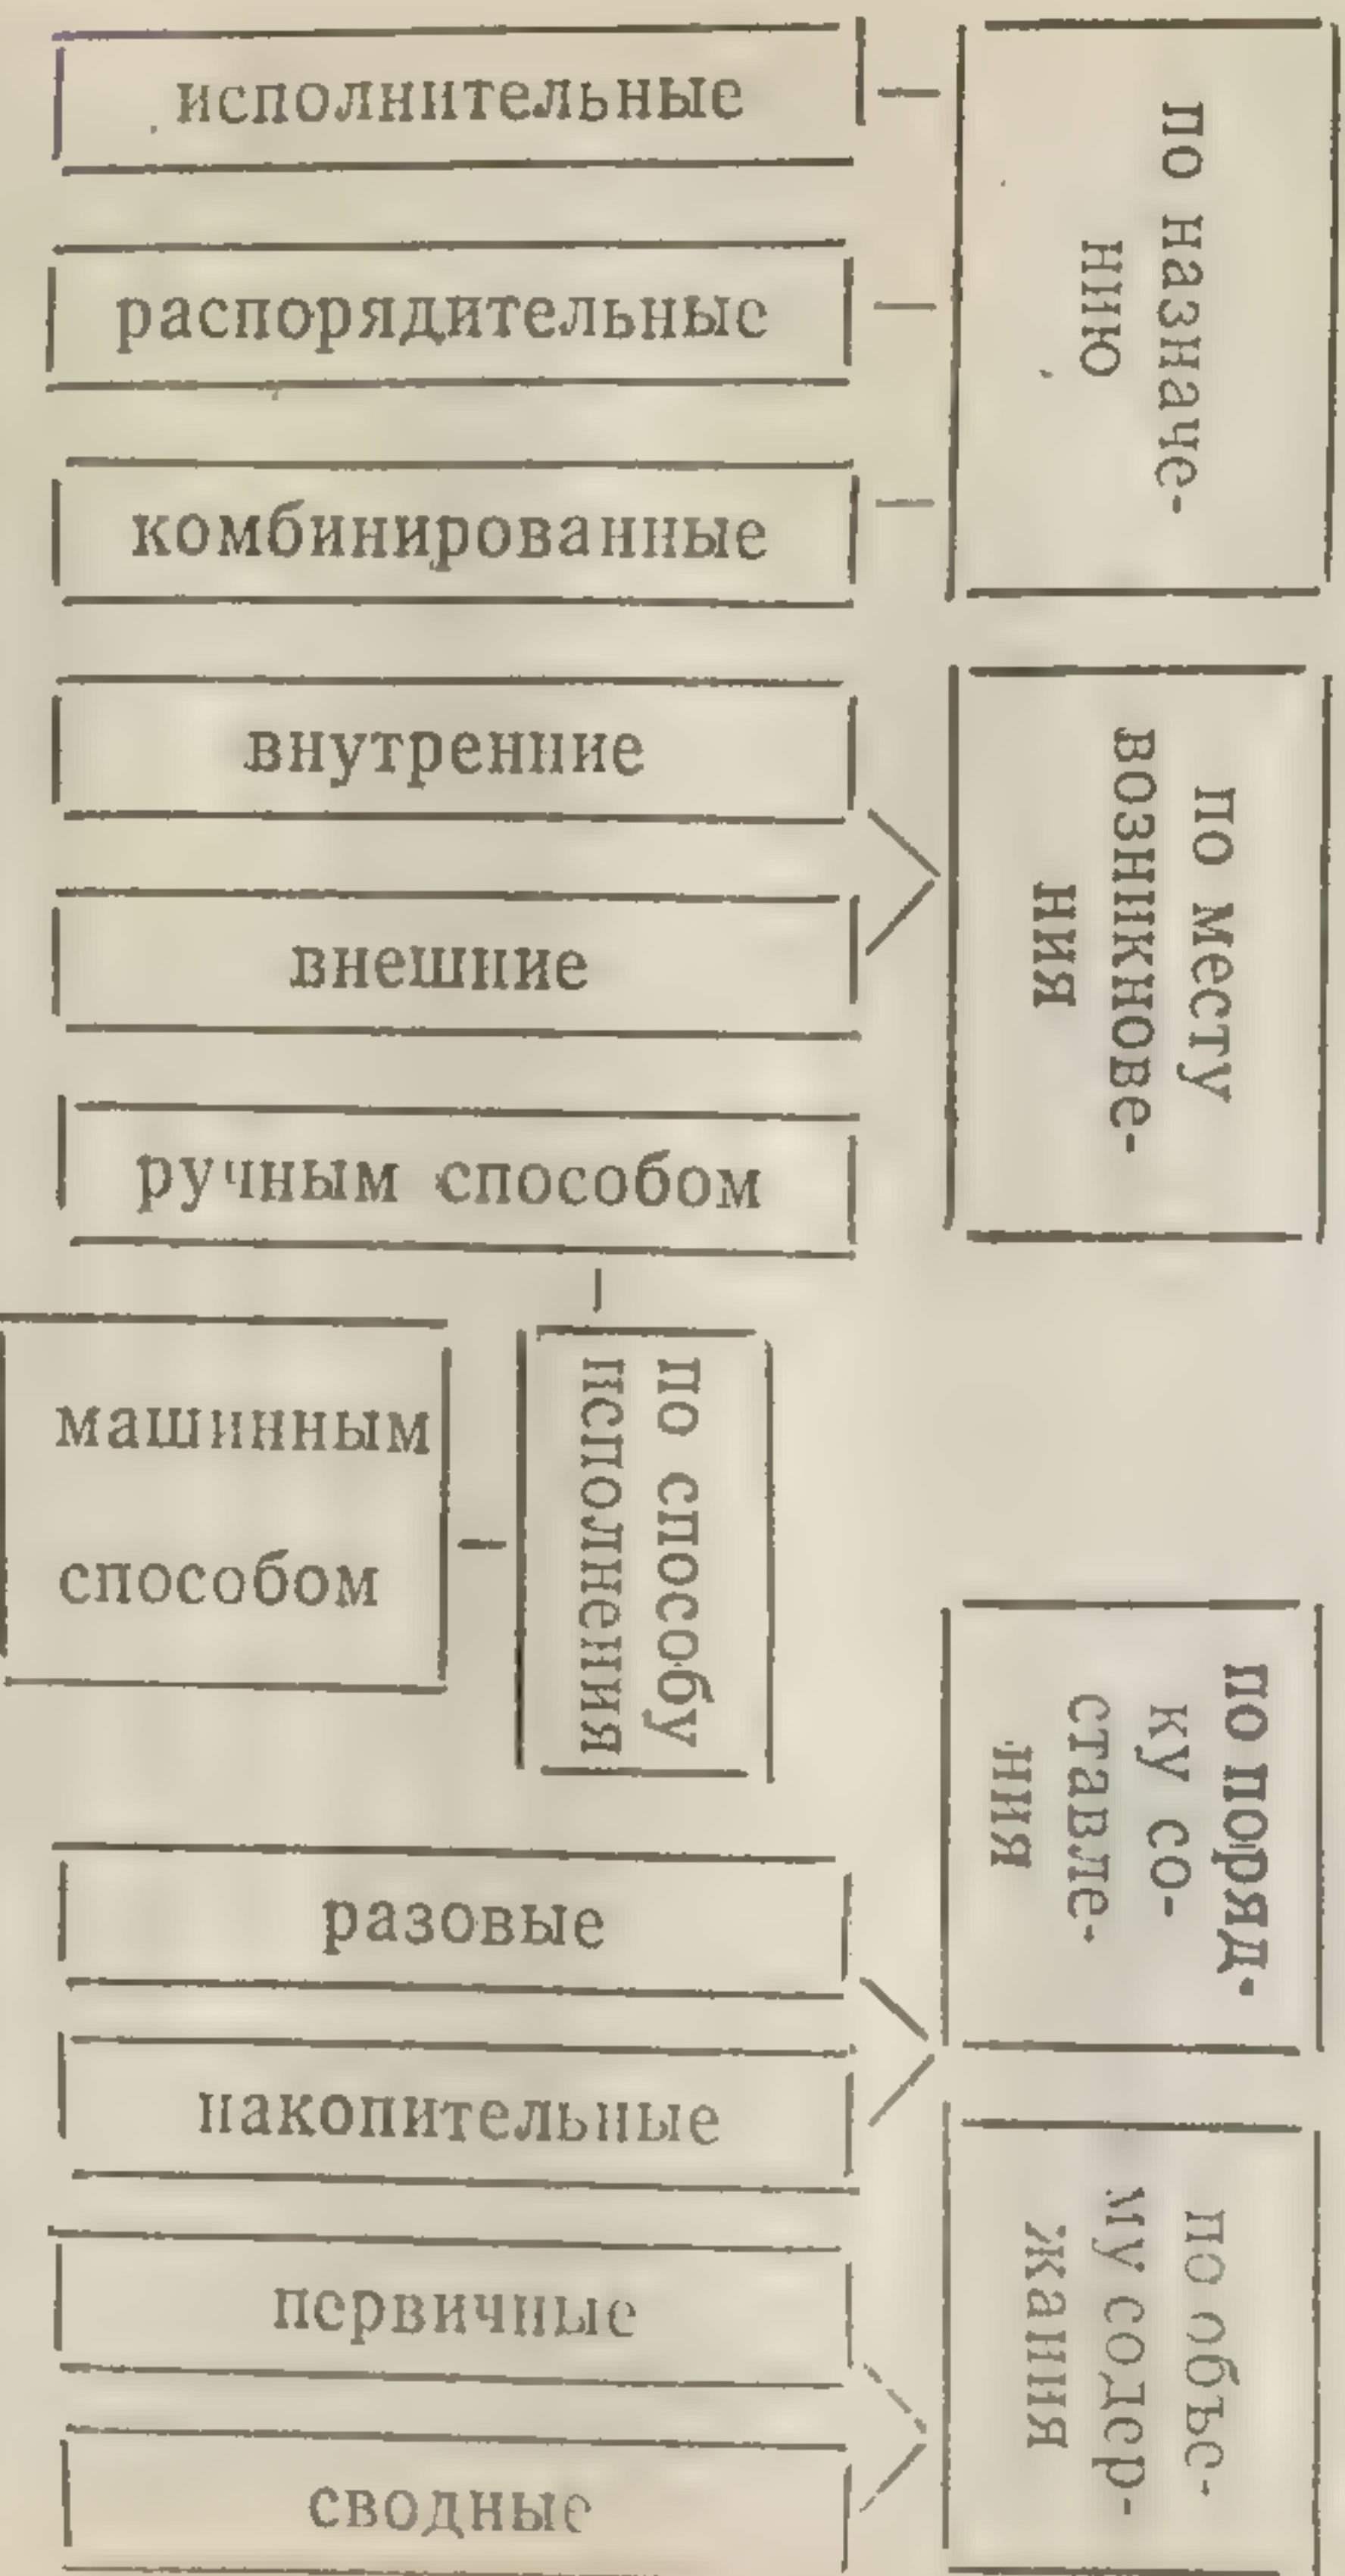 исполнительные
распорядительные
комбинированные
по назначе-
нию
внутренние
внешние
по месту
возникнове-
ния
ручным способом
машинным
способом
по способу
исполнения
по поряд-
ку со-
ставле-
ния
разовые
накопительные
по объе-
му содер-
жания
первичные
сводные